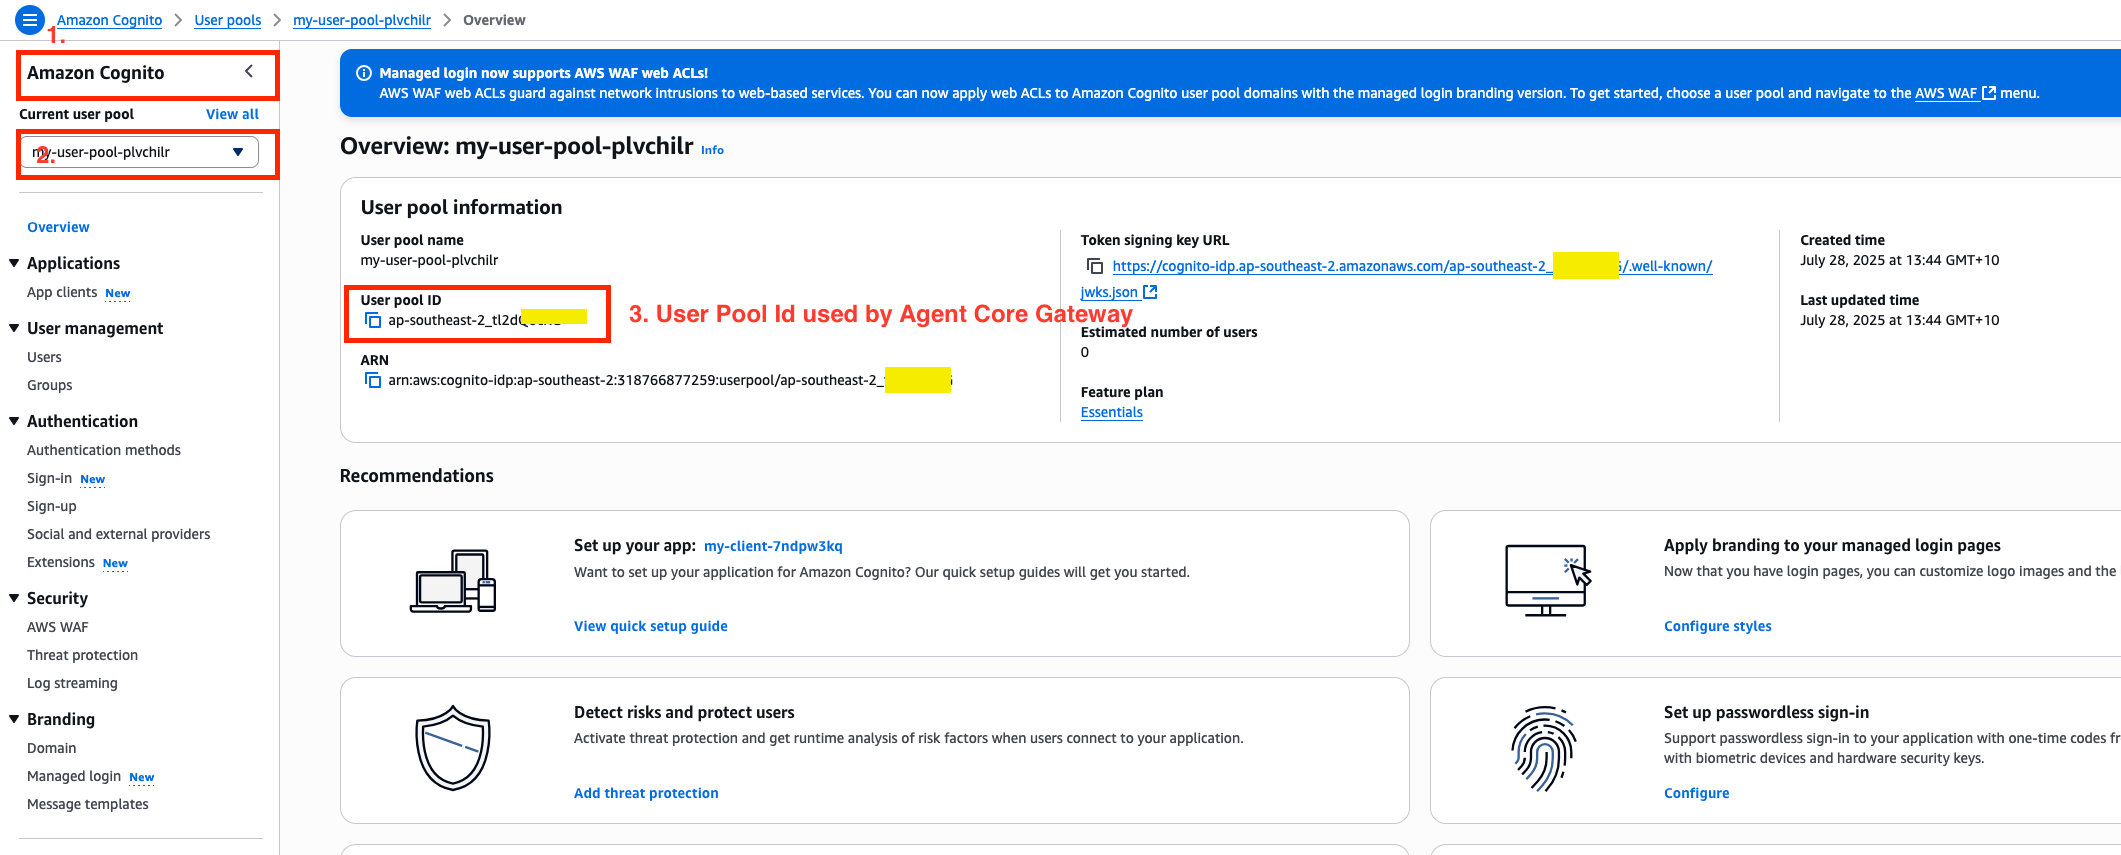 Amazon Cognito > User pools > my-user-pool-plvchilr > Overview
1.
Amazon Cognito
Current user pool View all
my-user-pool-plvchilr
2.
Overview
Applications
App clients New
User management
Users
Groups
Authentication
Authentication methods
Sign-in New
Sign-up
Social and external providers
Extensions New
Security
AWS WAF
Threat protection
Log streaming
Branding
Domain
Managed login New
Message templates
Managed login now supports AWS WAF web ACLs!
AWS WAF web ACLs guard against network intrusions to web-based services. You can now apply web ACLs to Amazon Cognito user pool domains with the managed login branding version. To get started, choose a user pool and navigate to the AWS WAF menu.
Overview: my-user-pool-plvchilr Info
User pool information
User pool name
my-user-pool-plvchilr
User pool ID
ap-southeast-2_tl2d
3. User Pool Id used by Agent Core Gateway
ARN
arn:aws:cognito-idp:ap-southeast-2:318766877259:userpool/ap-southeast-2_
Token signing key URL
https://cognito-idp.ap-southeast-2.amazonaws.com/ap-southeast-2_ /.well-known/
jwks.json
Estimated number of users
0
Feature plan
Essentials
Created time
July 28, 2025 at 13:44 GMT+10
Last updated time
July 28, 2025 at 13:44 GMT+10
Recommendations
Set up your app: my-client-7ndpw3kq
Want to set up your application for Amazon Cognito? Our quick setup guides will get you started.
View quick setup guide
Apply branding to your managed login pages
Now that you have login pages, you can customize logo images and the
Configure styles
Detect risks and protect users
Activate threat protection and get runtime analysis of risk factors when users connect to your application.
Add threat protection
Set up passwordless sign-in
Support passwordless sign-in to your application with one-time codes fr
with biometric devices and hardware security keys.
Configure